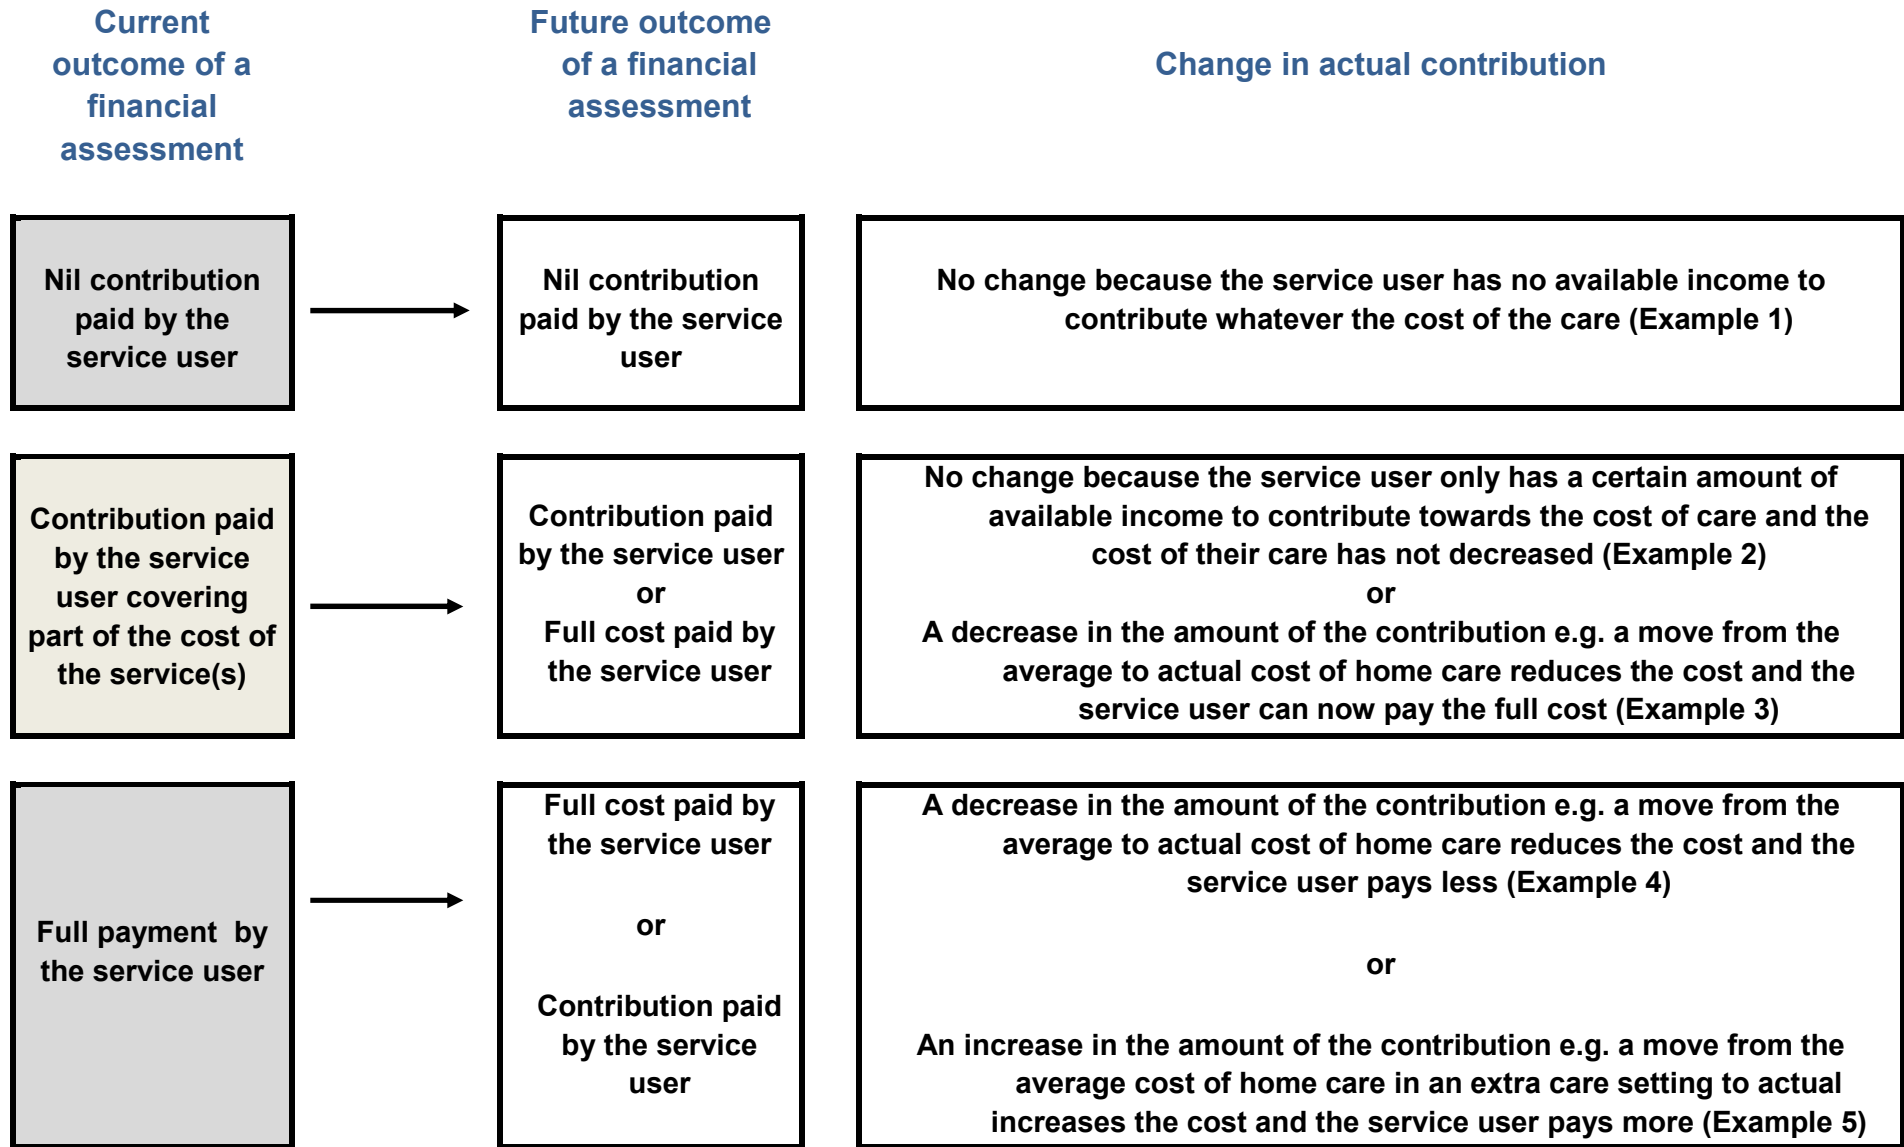 Current
outcome of a
financial
assessment
Future outcome
of a financial
assessment
Change in actual contribution
Nil contribution
paid by the
service user
Nil contribution
paid by the service
user
No change because the service user has no available income to
contribute whatever the cost of the care (Example 1)
Contribution paid
by the service
user covering
part of the cost of
the service(s)
Contribution paid
by the service user
or
Full cost paid by
the service user
No change because the service user only has a certain amount of
available income to contribute towards the cost of care and the
cost of their care has not decreased (Example 2)
or
A decrease in the amount of the contribution e.g. a move from the
average to actual cost of home care reduces the cost and the
service user can now pay the full cost (Example 3)
Full payment  by
the service user
Full cost paid by
the service user
or
Contribution paid
by the service
user
A decrease in the amount of the contribution e.g. a move from the
average to actual cost of home care reduces the cost and the
service user pays less (Example 4)
or
An increase in the amount of the contribution e.g. a move from the
average cost of home care in an extra care setting to actual
increases the cost and the service user pays more (Example 5)